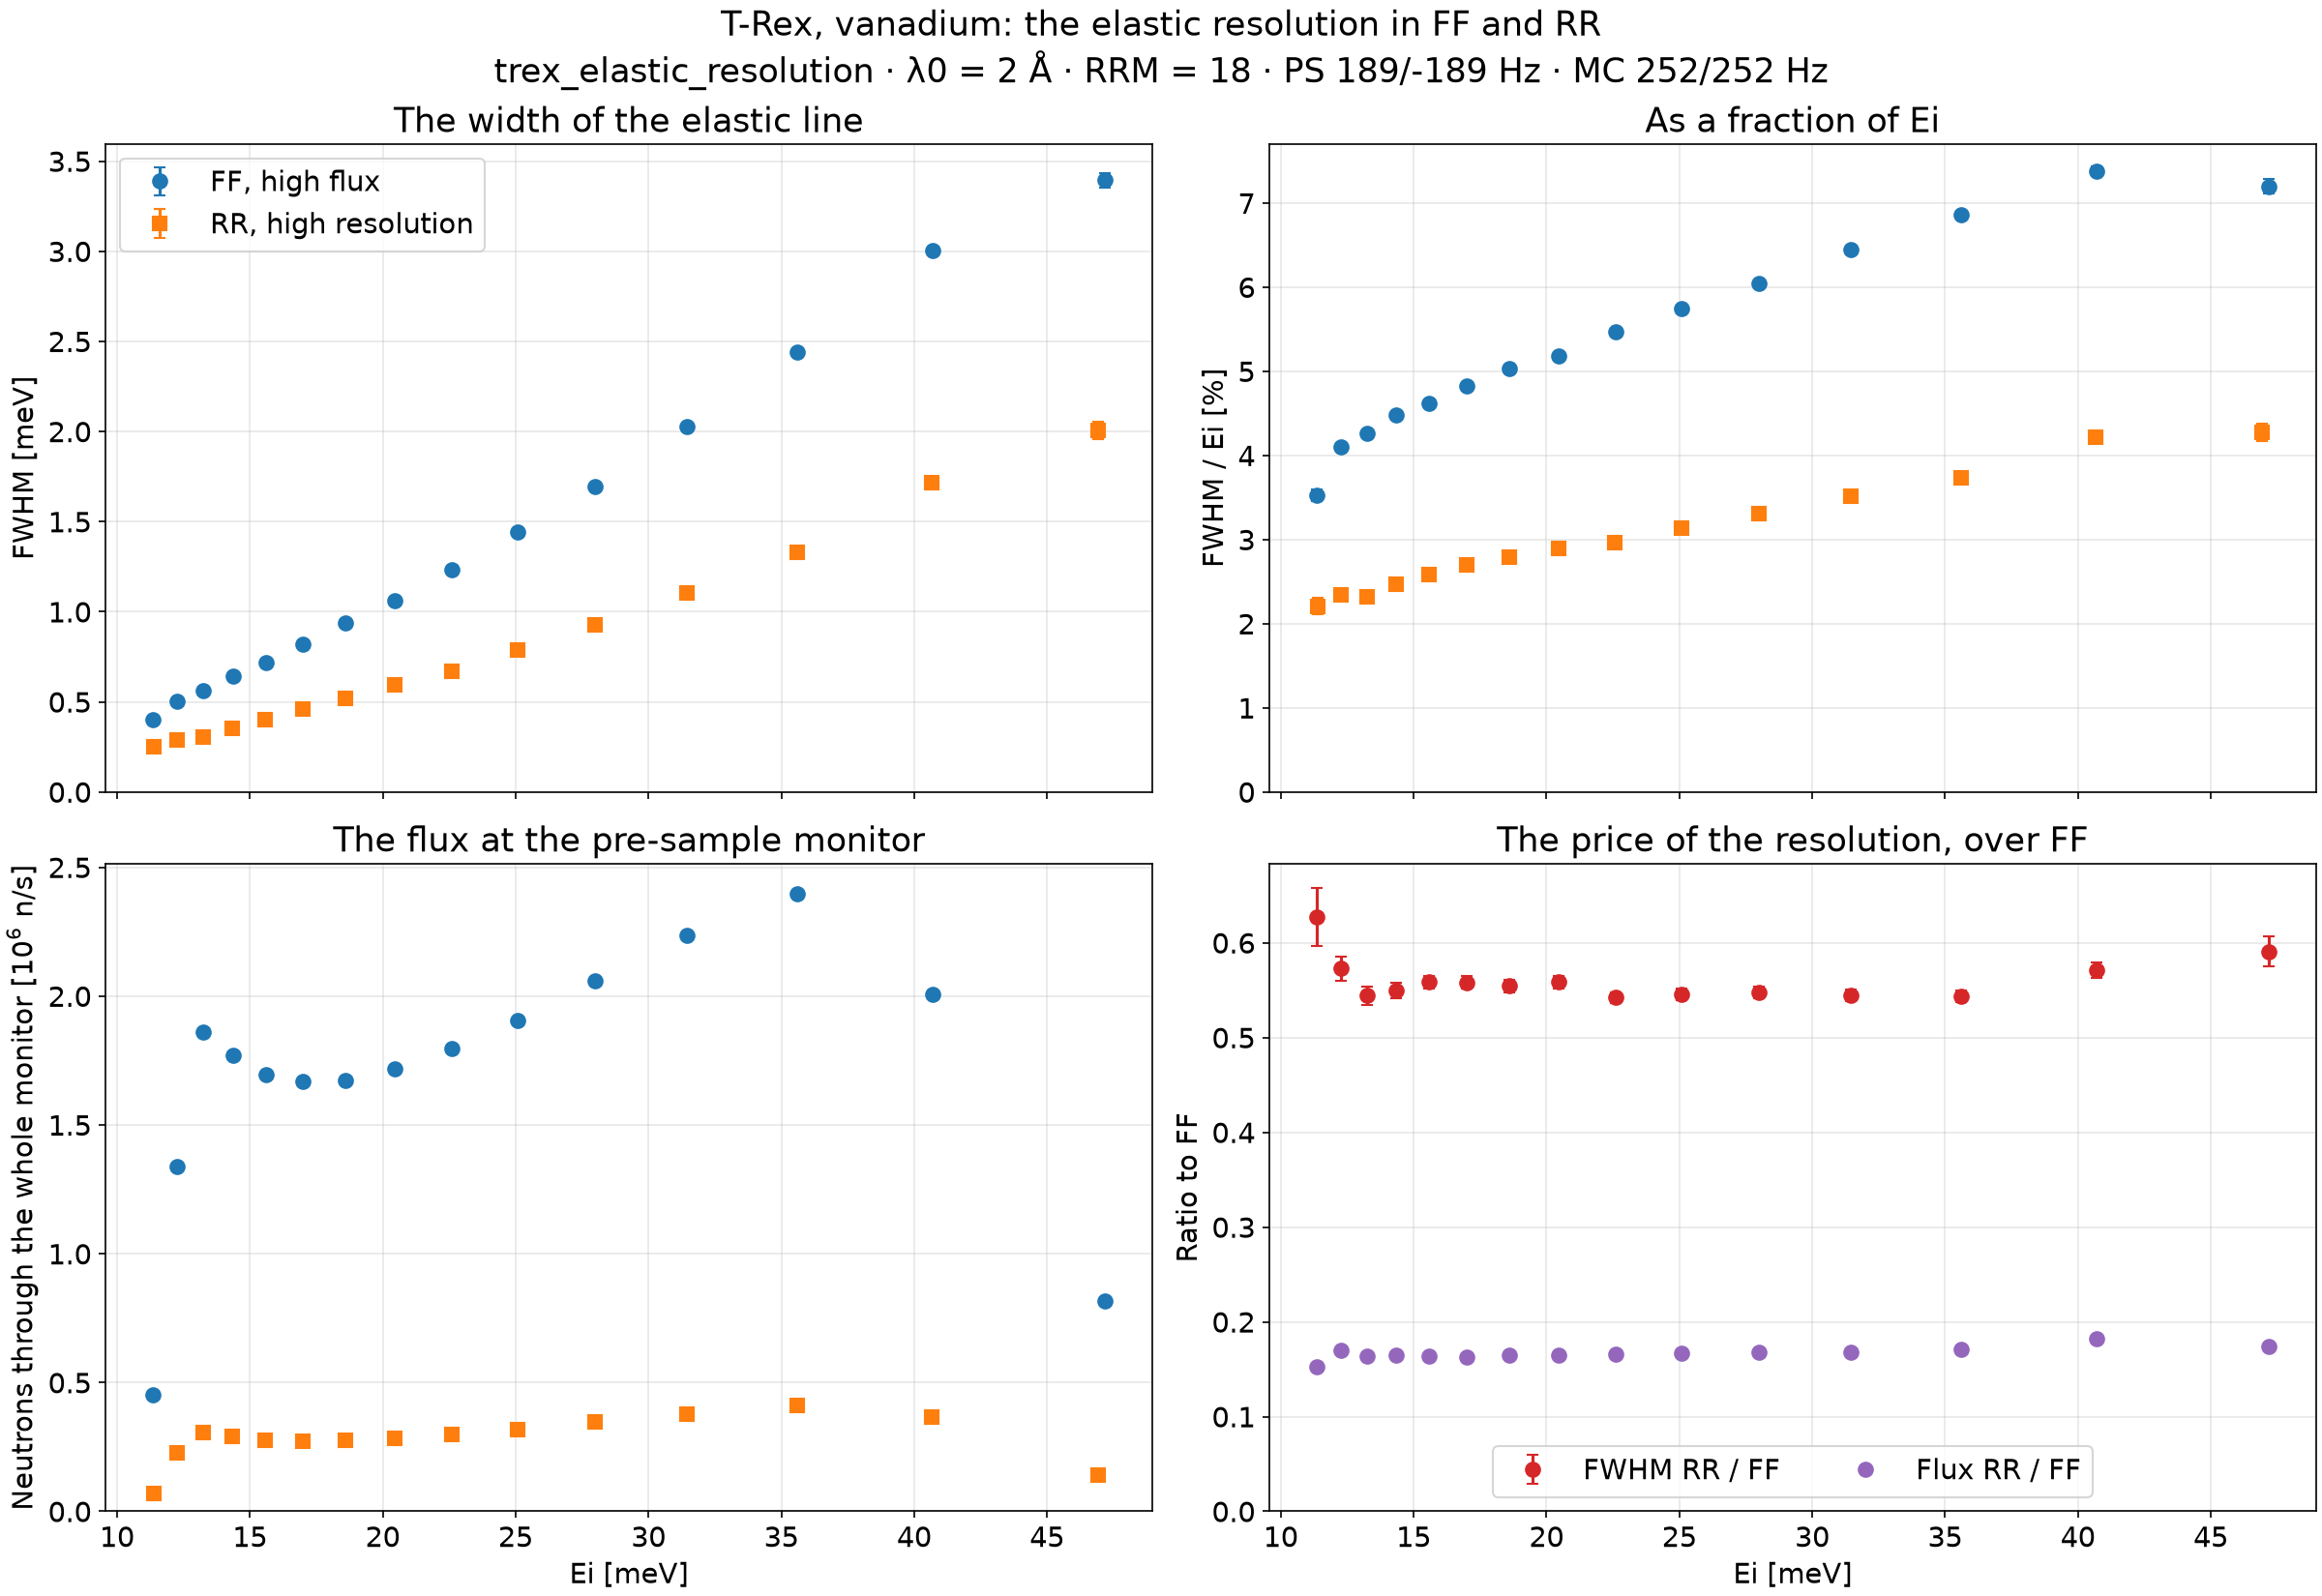 T-Rex, vanadium: the elastic resolution in FF and RR
trex_elastic_resolution · λ0 = 2 Å · RRM = 18 · PS 189/-189 Hz · MC 252/252 Hz
The width of the elastic line
FWHM [meV]
3.5
3.0
2.5
2.0
1.5
1.0
0.5
0.0
FF, high flux
RR, high resolution
As a fraction of Ei
FWHM / Ei [%]
7
6
5
4
3
2
1
0
The flux at the pre-sample monitor
Neutrons through the whole monitor [10⁶ n/s]
2.5
2.0
1.5
1.0
0.5
0.0
10 15 20 25 30 35 40 45
Ei [meV]
The price of the resolution, over FF
Ratio to FF
0.6
0.5
0.4
0.3
0.2
0.1
0.0
FWHM RR / FF
Flux RR / FF
10 15 20 25 30 35 40 45
Ei [meV]